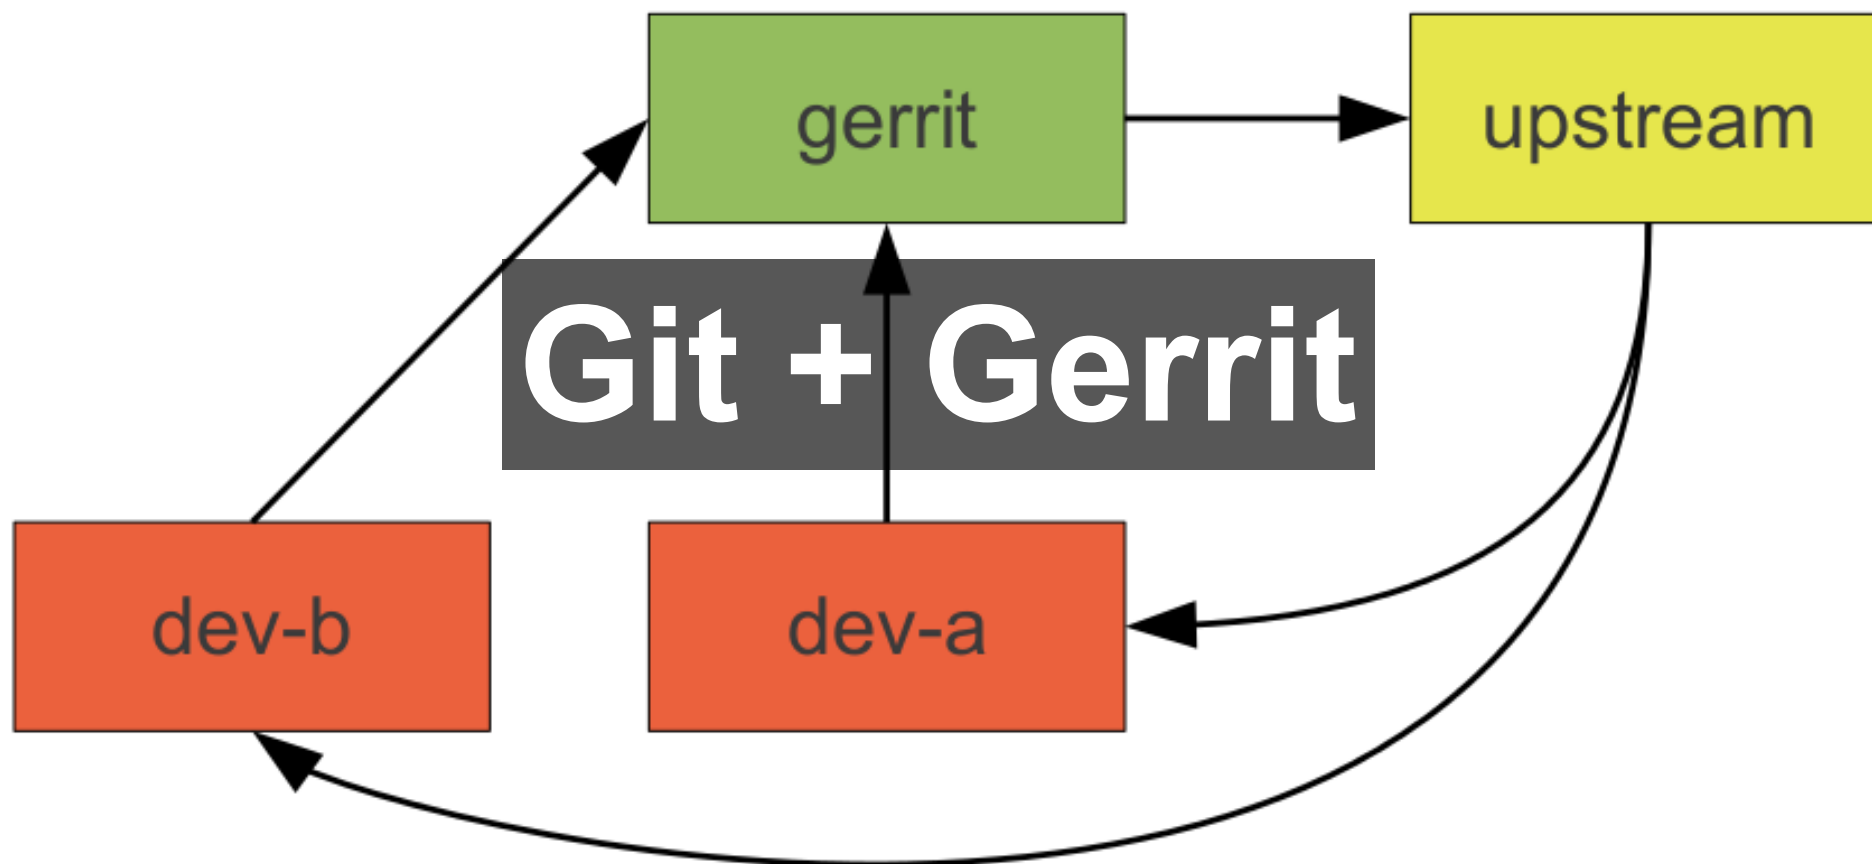 gerrit
upstream
Git + Gerrit
dev-b
dev-a